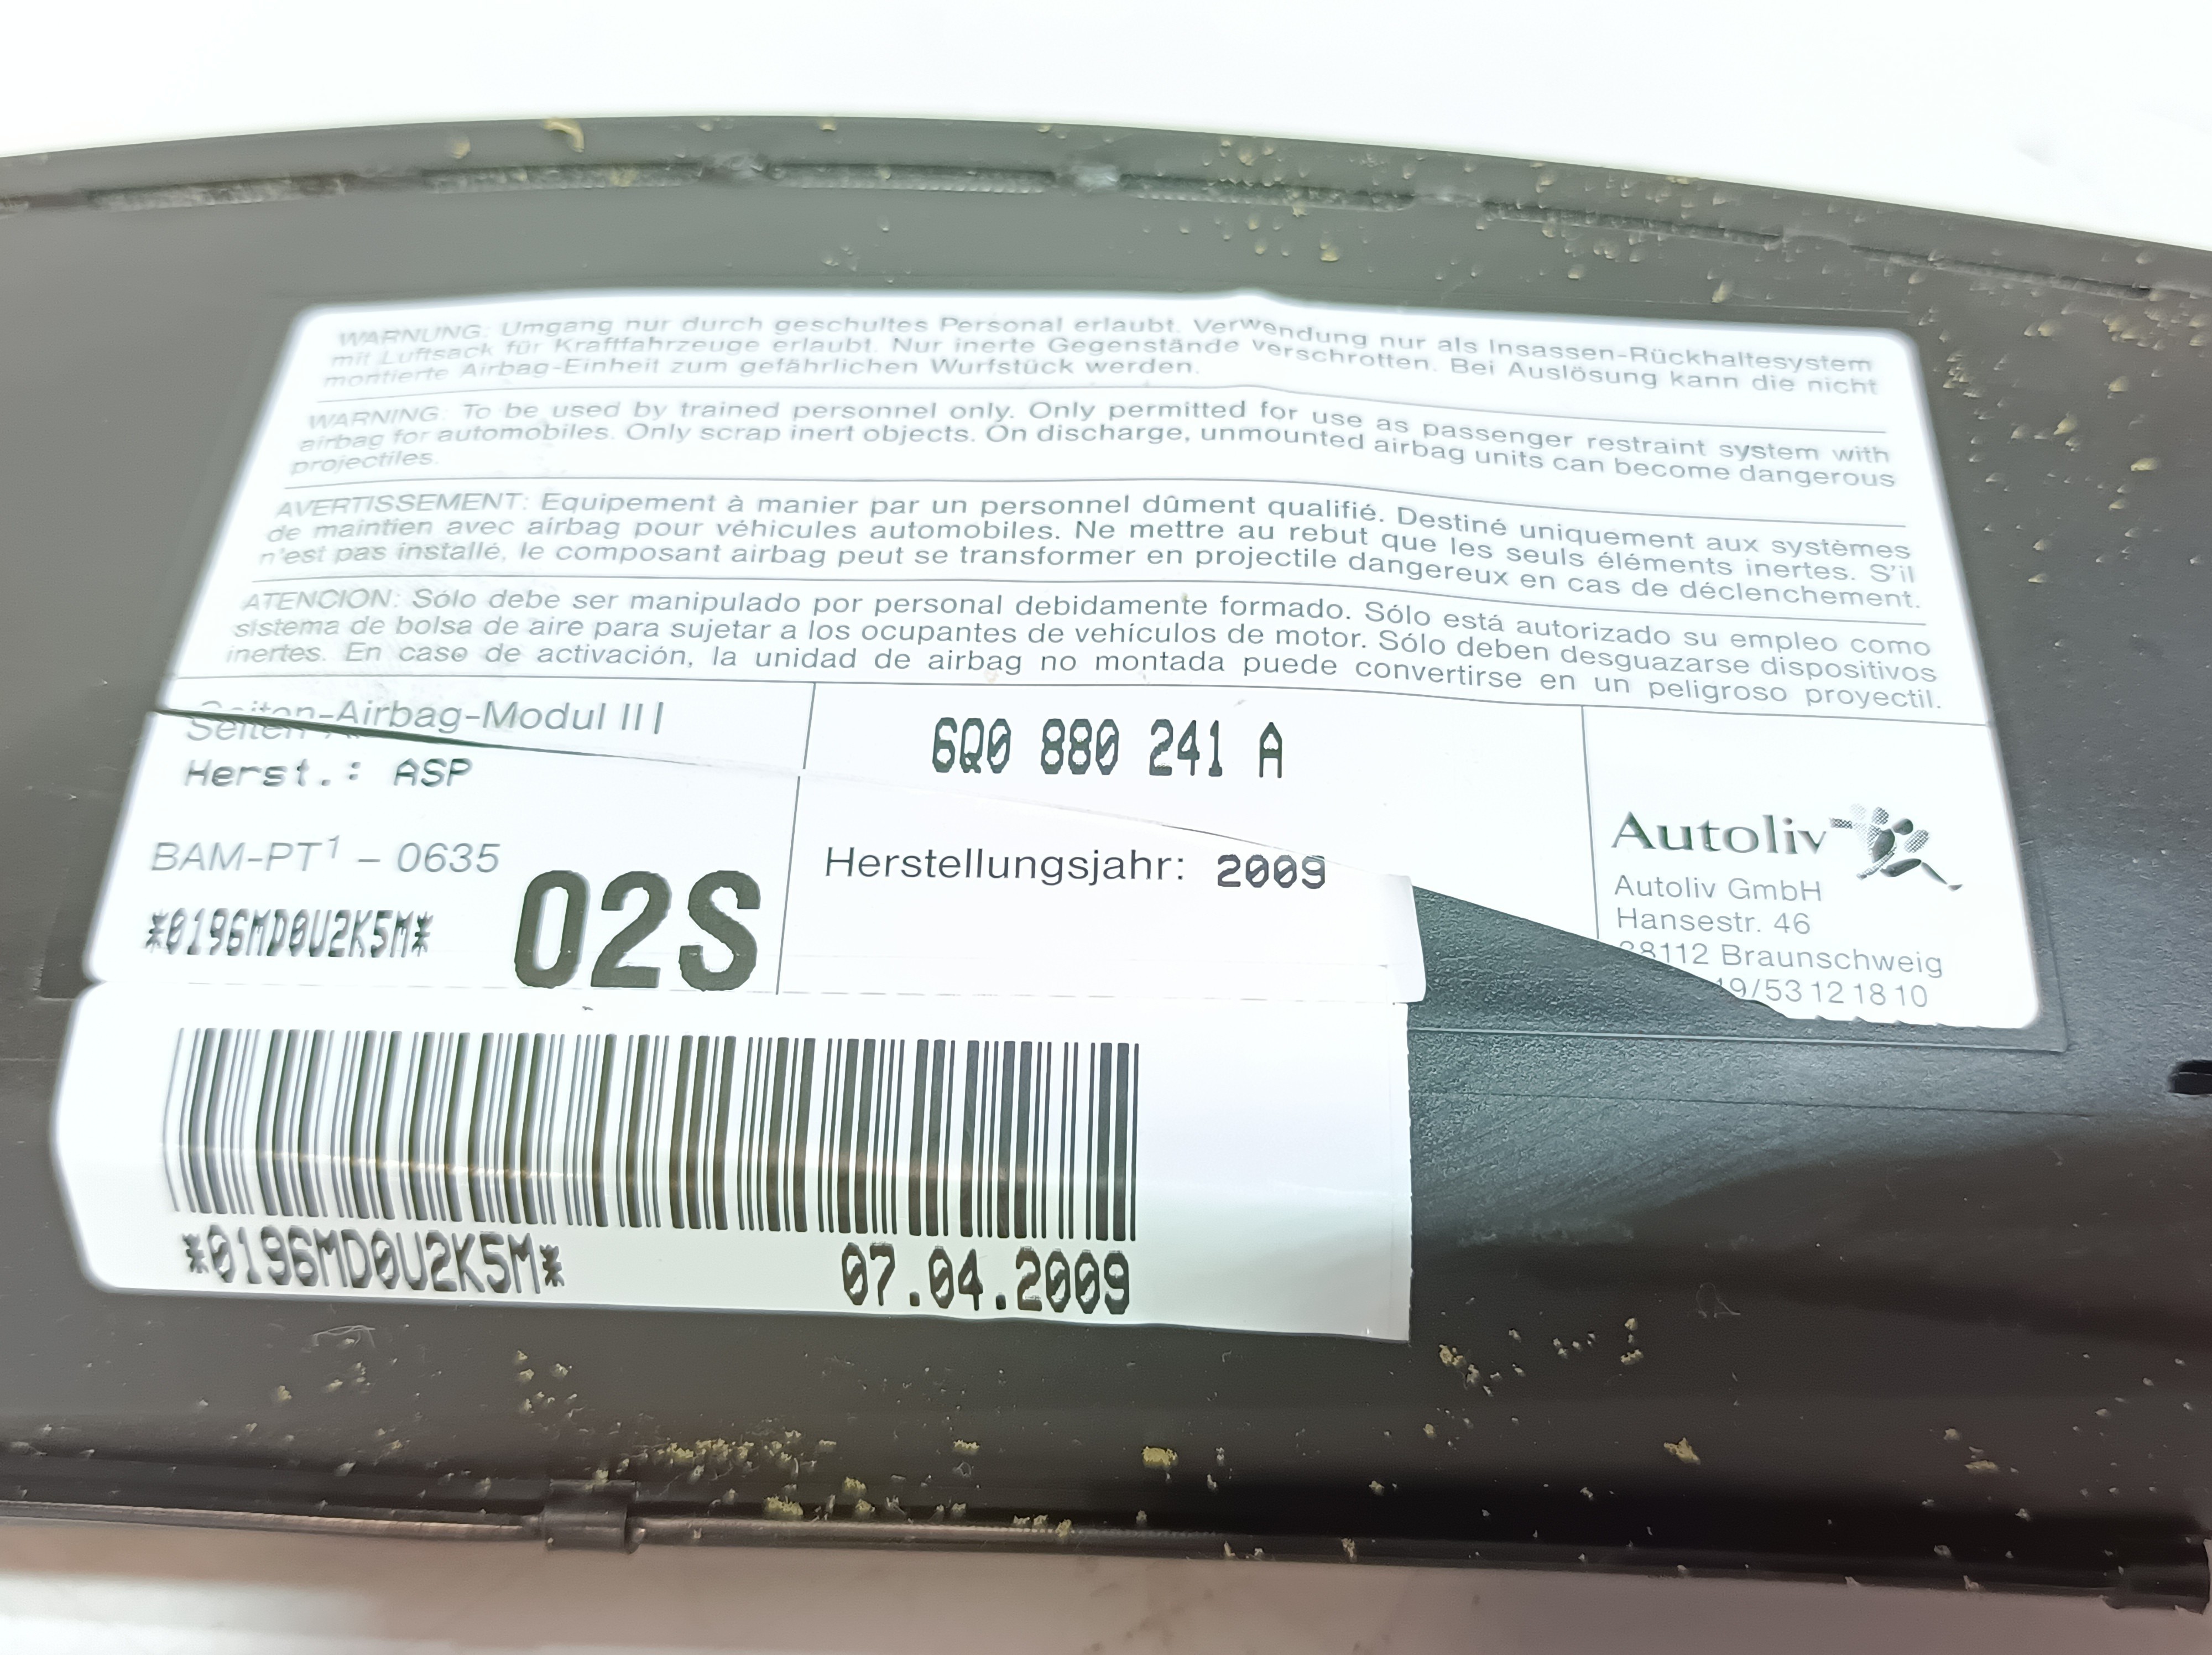 WARNUNG: Umgang nur durch geschultes Personal erlaubt. Verwendung nur als Insassen-Rückhaltesystem
mit Luftsack für Kraftfahrzeuge erlaubt. Nur inerte Gegenstände verschrotten. Bei Auslösung kann die nicht
montierte Airbag-Einheit zum gefährlichen Wurfstück werden.
WARNING: To be used by trained personnel only. Only permitted for use as passenger restraint system with
airbag for automobiles. Only scrap inert objects. On discharge, unmounted airbag units can become dangerous
projectiles.
AVERTISSEMENT: Equipement à manier par un personnel dûment qualifié. Destiné uniquement aux systèmes
de maintien avec airbag pour véhicules automobiles. Ne mettre au rebut que les seuls éléments inertes. S'il
n'est pas installé, le composant airbag peut se transformer en projectile dangereux en cas de déclenchement.
ATENCION: Sólo debe ser manipulado por personal debidamente formado. Sólo está autorizado su empleo como
sistema de bolsa de aire para sujetar a los ocupantes de vehículos de motor. Sólo deben desguazarse dispositivos
inertes. En caso de activación, la unidad de airbag no montada puede convertirse en un peligroso proyectil.
Seiten-Airbag-Modul III
6Q0 880 241 A
Herst.: ASP
BAM-PT1 – 0635
02S
*0196MD0U2K5M*
Herstellungsjahr: 2009
Autoliv
Autoliv GmbH
Hansestr. 46
38112 Braunschweig
9/53 12 18 10
*0196MD0U2K5M*
07.04.2009